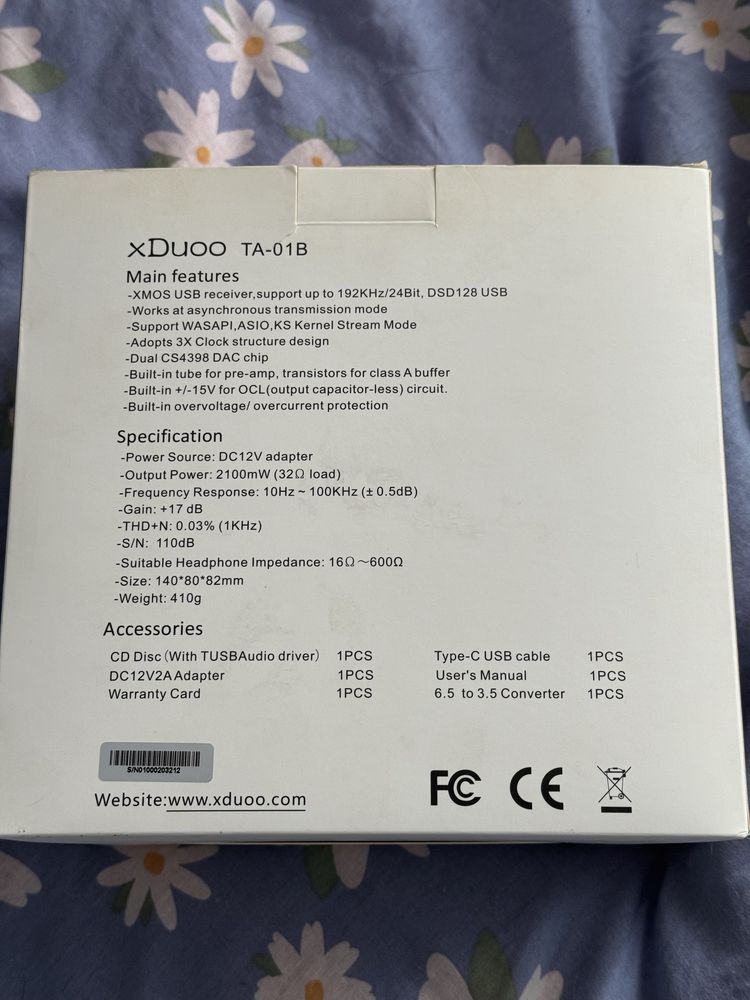 xDuoo TA-01B
Main features
-XMOS USB receiver,support up to 192KHz/24Bit, DSD128 USB
-Works at asynchronous transmission mode
-Support WASAPI,ASIO,KS Kernel Stream Mode
-Adopts 3X Clock structure design
-Dual CS4398 DAC chip
-Built-in tube for pre-amp, transistors for class A buffer
-Built-in +/-15V for OCL(output capacitor-less) circuit.
-Built-in overvoltage/ overcurrent protection
Specification
-Power Source: DC12V adapter
-Output Power: 2100mW (32Ω load)
-Frequency Response: 10Hz ~ 100KHz (± 0.5dB)
-Gain: +17 dB
-THD+N: 0.03% (1KHz)
-S/N: 110dB
-Suitable Headphone Impedance: 16Ω ~600Ω
-Size: 140*80*82mm
-Weight: 410g
Accessories
CD Disc (With TUSBAudio driver) 1PCS Type-C USB cable 1PCS
DC12V2A Adapter 1PCS User's Manual 1PCS
Warranty Card 1PCS 6.5 to 3.5 Converter 1PCS
S/N01000203212
Website:www.xduoo.com FC CE